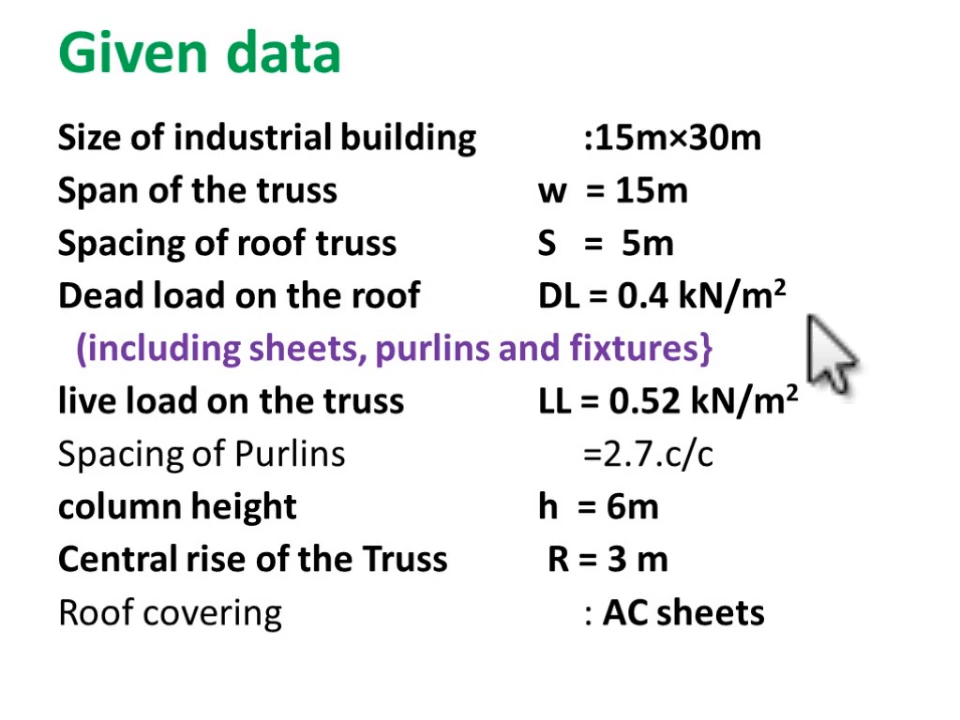 Given data
Size of industrial building :15m×30m
Span of the truss w = 15m
Spacing of roof truss S = 5m
Dead load on the roof DL = 0.4 kN/m²
(including sheets, purlins and fixtures}
live load on the truss LL = 0.52 kN/m²
Spacing of Purlins =2.7.c/c
column height h = 6m
Central rise of the Truss R = 3 m
Roof covering : AC sheets